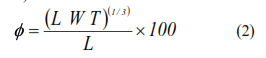 ϕ = (L W T)^(1/3) / L × 100 (2)